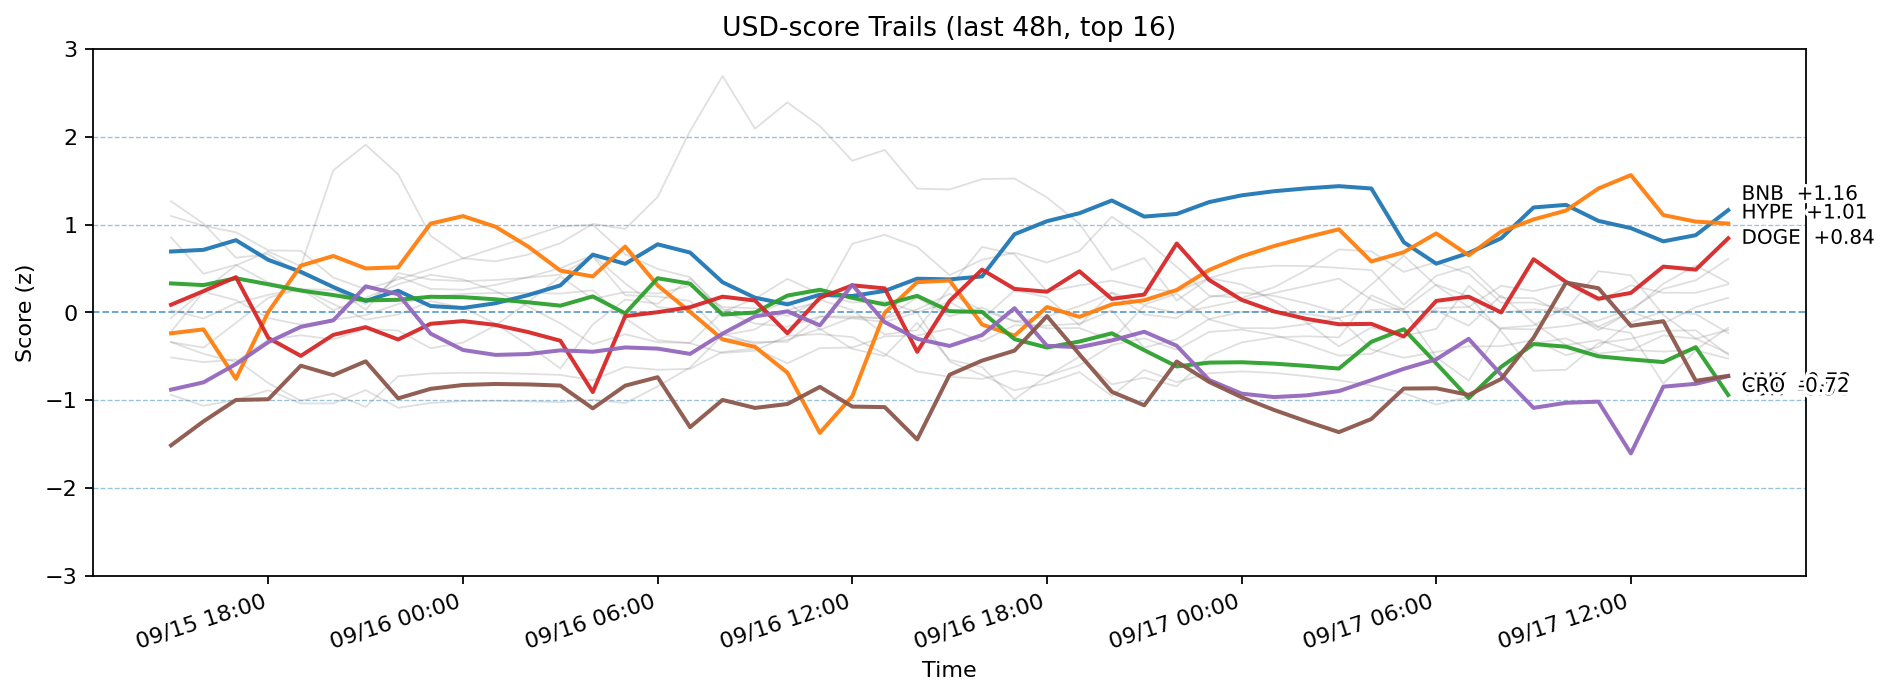 USD-score Trails (last 48h, top 16)
Score (z)
3
2
1
0
−1
−2
−3
BNB +1.16
HYPE +1.01
DOGE +0.84
CRO -0.72
09/15 18:00
09/16 00:00
09/16 06:00
09/16 12:00
09/16 18:00
09/17 00:00
09/17 06:00
09/17 12:00
Time